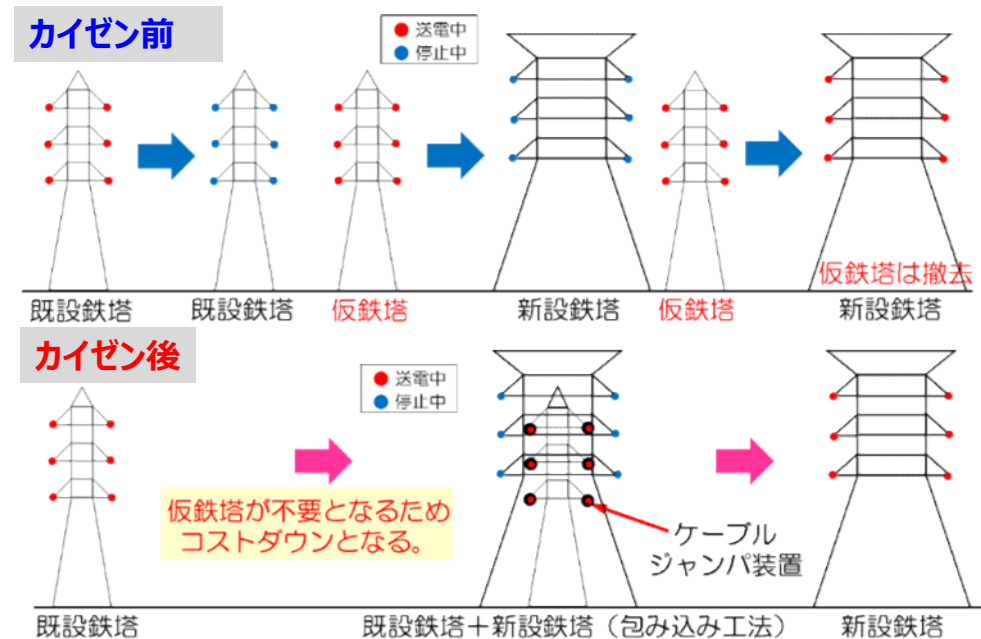 カイゼン前
送電中
停止中
仮鉄塔は撤去
既設鉄塔
既設鉄塔
仮鉄塔
新設鉄塔
仮鉄塔
新設鉄塔
カイゼン後
送電中
停止中
仮鉄塔が不要となるため
コストダウンとなる。
ケーブル
ジャンパ装置
既設鉄塔
既設鉄塔＋新設鉄塔（包み込み工法）
新設鉄塔